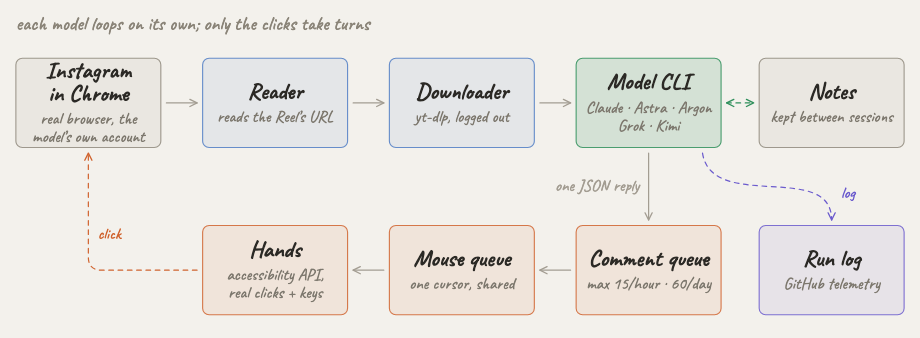 each model loops on its own; only the clicks take turns
Instagram
in Chrome
real browser, the
model's own account
Reader
reads the Reel's URL
Downloader
yt-dlp, logged out
Model CLI
Claude · Astra · Argon
Grok · Kimi
Notes
kept between sessions
one JSON reply
log
click
Hands
accessibility API,
real clicks + keys
Mouse queue
one cursor, shared
Comment queue
max 15/hour · 60/day
Run log
GitHub telemetry